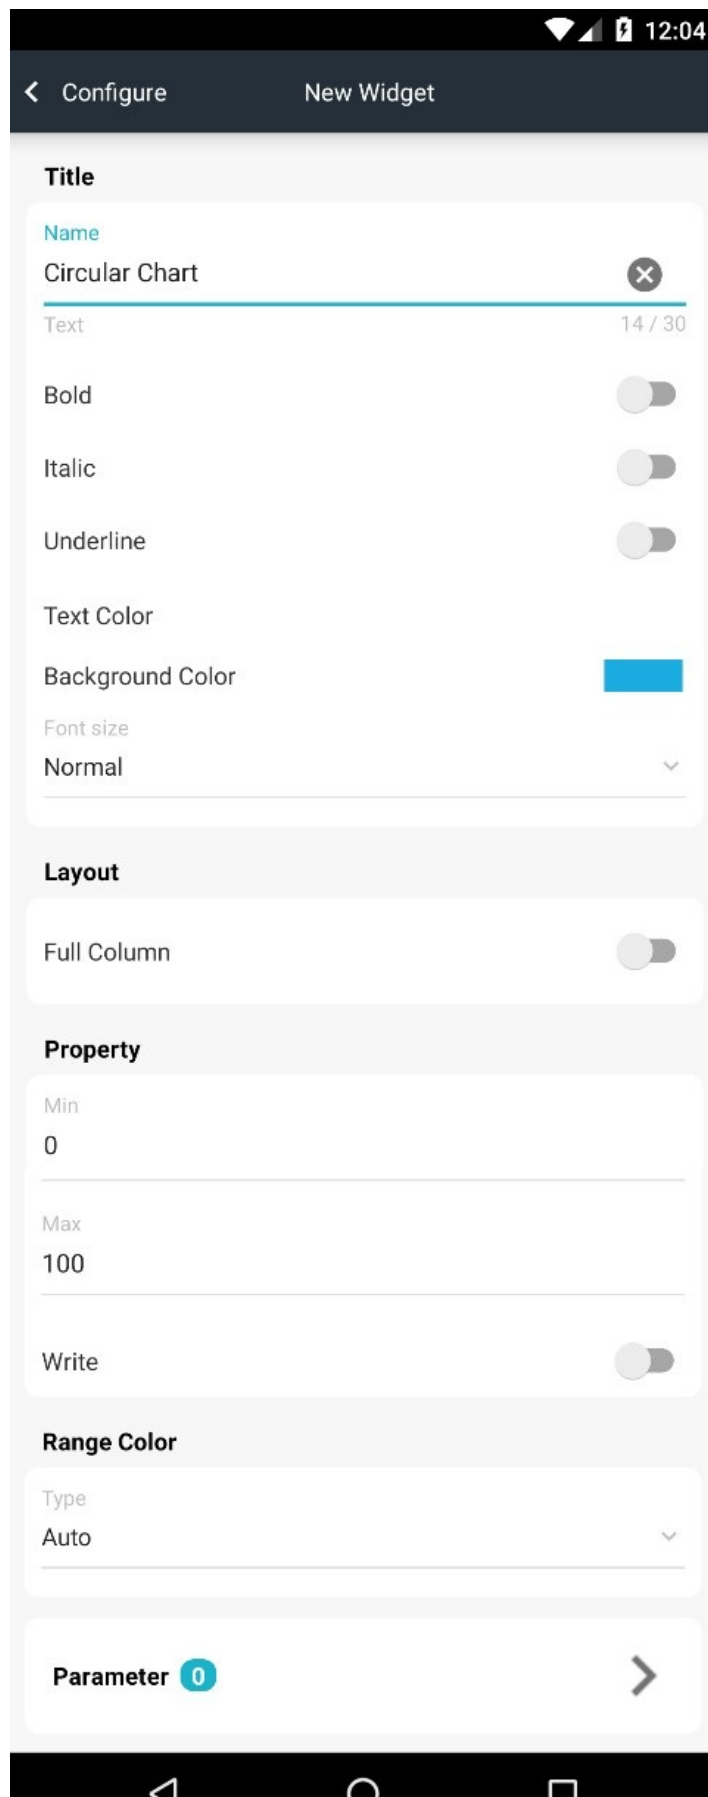 12:04
Configure New Widget
Title
Name
Circular Chart
Text 14 / 30
Bold
Italic
Underline
Text Color
Background Color
Font size
Normal
Layout
Full Column
Property
Min
0
Max
100
Write
Range Color
Type
Auto
Parameter 0